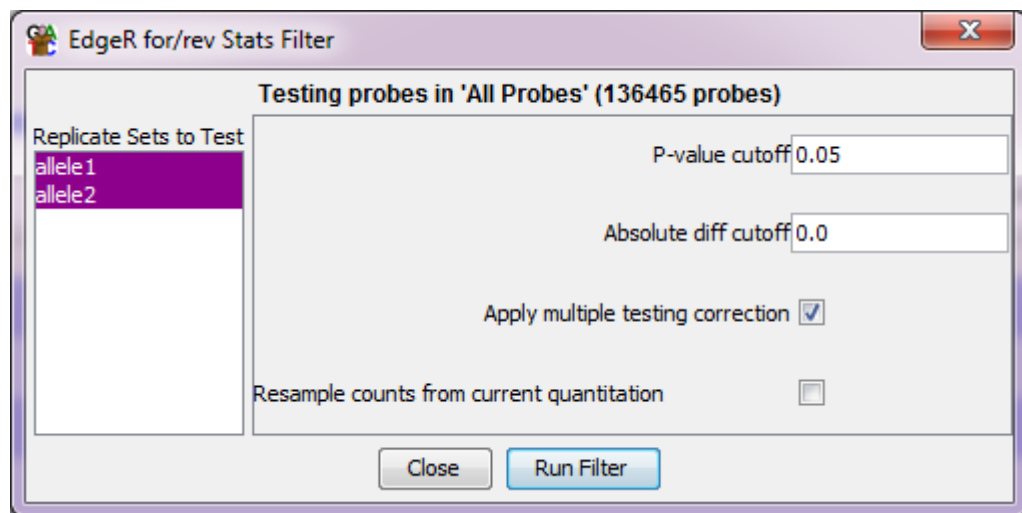 EdgeR for/rev Stats Filter
Testing probes in 'All Probes' (136465 probes)
Replicate Sets to Test
allele1
allele2
P-value cutoff 0.05
Absolute diff cutoff 0.0
Apply multiple testing correction
Resample counts from current quantitation
Close Run Filter